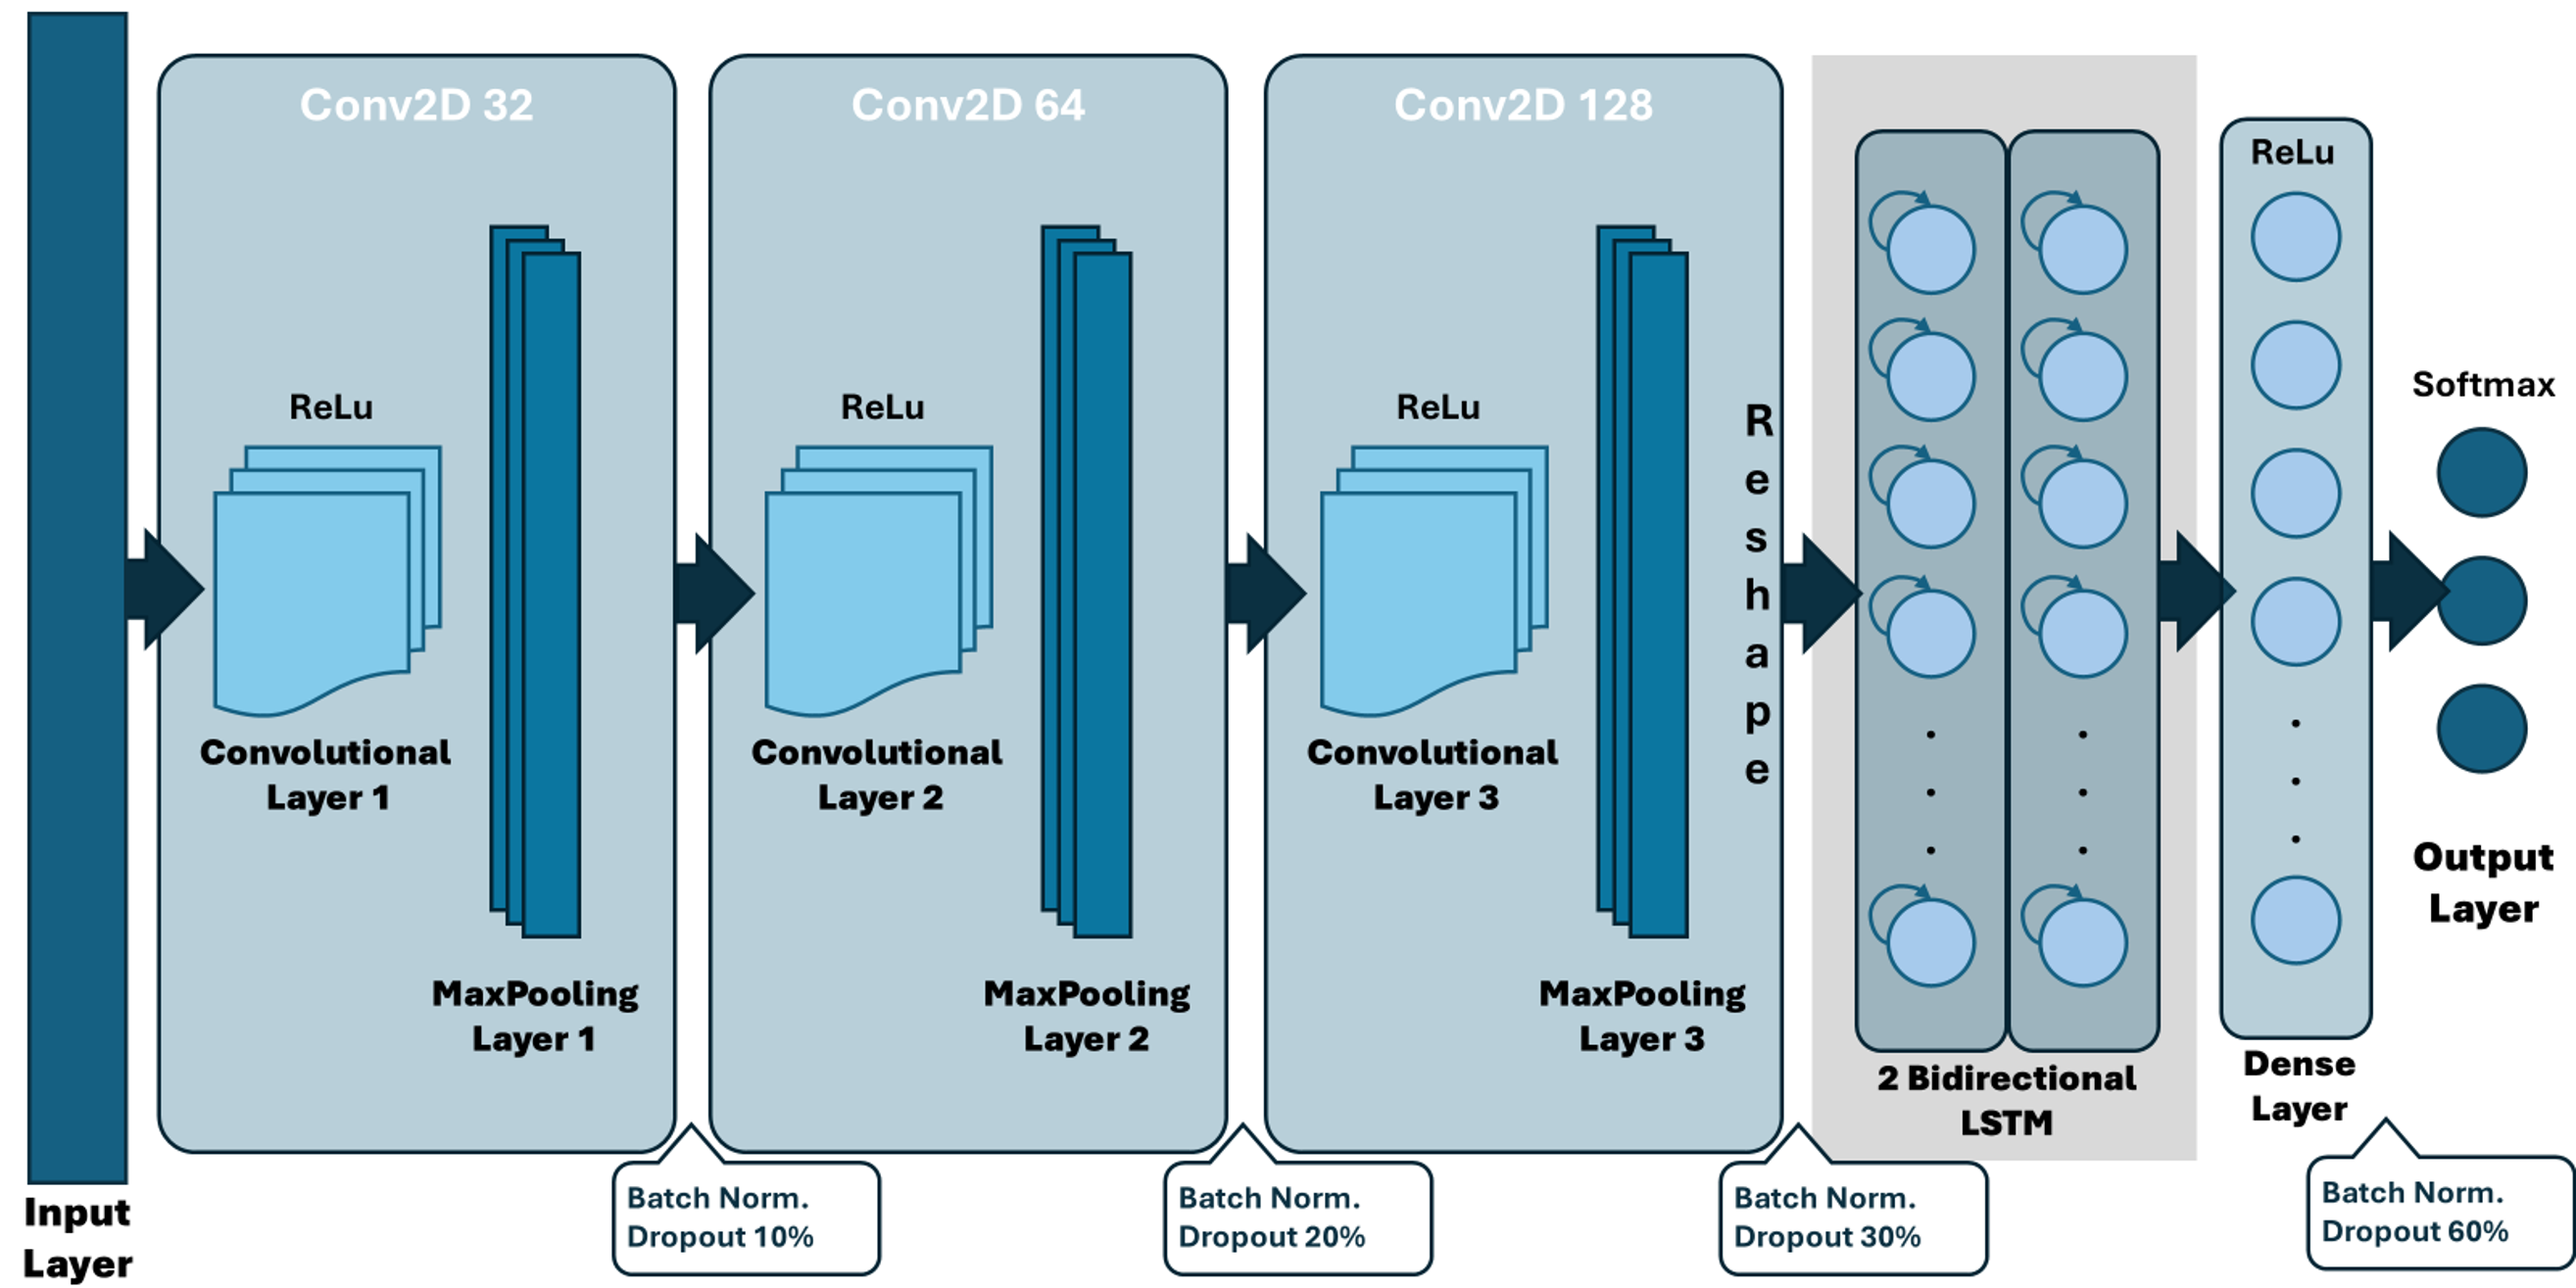 Input
Layer
Conv2D 32
ReLu
Convolutional
Layer 1
MaxPooling
Layer 1
Batch Norm.
Dropout 10%
Conv2D 64
ReLu
Convolutional
Layer 2
MaxPooling
Layer 2
Batch Norm.
Dropout 20%
Conv2D 128
ReLu
Convolutional
Layer 3
MaxPooling
Layer 3
Reshape
Batch Norm.
Dropout 30%
2 Bidirectional
LSTM
ReLu
Dense
Layer
Batch Norm.
Dropout 60%
Softmax
Output
Layer